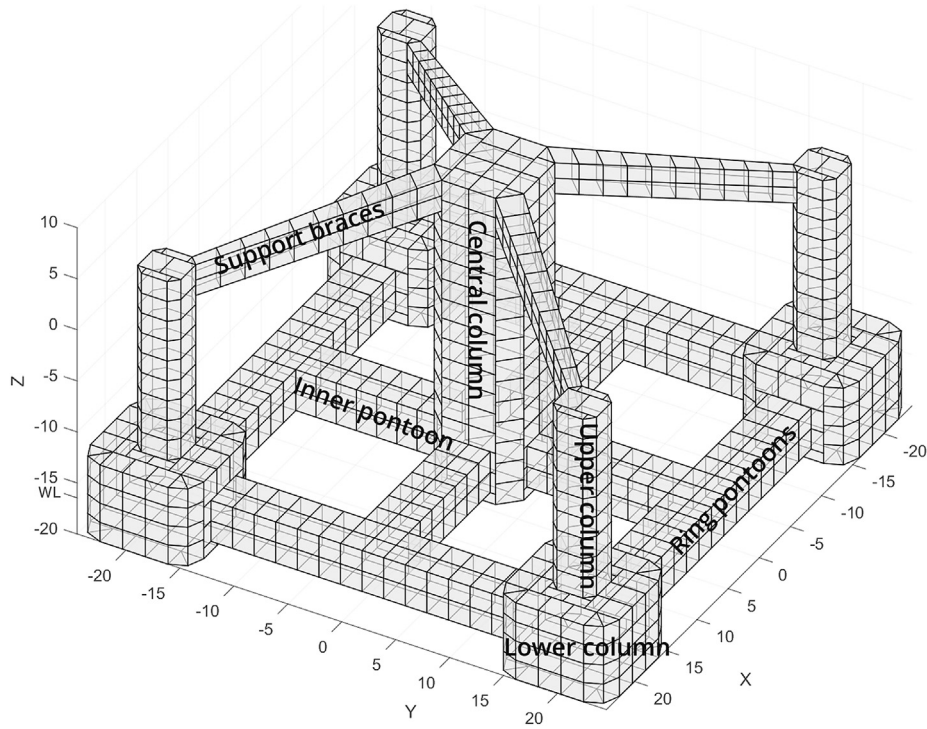 Support braces
Central column
Inner pontoon
Upper column
Ring pontoons
Lower column
10
5
0
-5
-10
-15
WL
-20
Z
-20
-15
-10
-5
0
5
10
15
20
Y
-20
-15
-10
-5
0
5
10
15
20
X